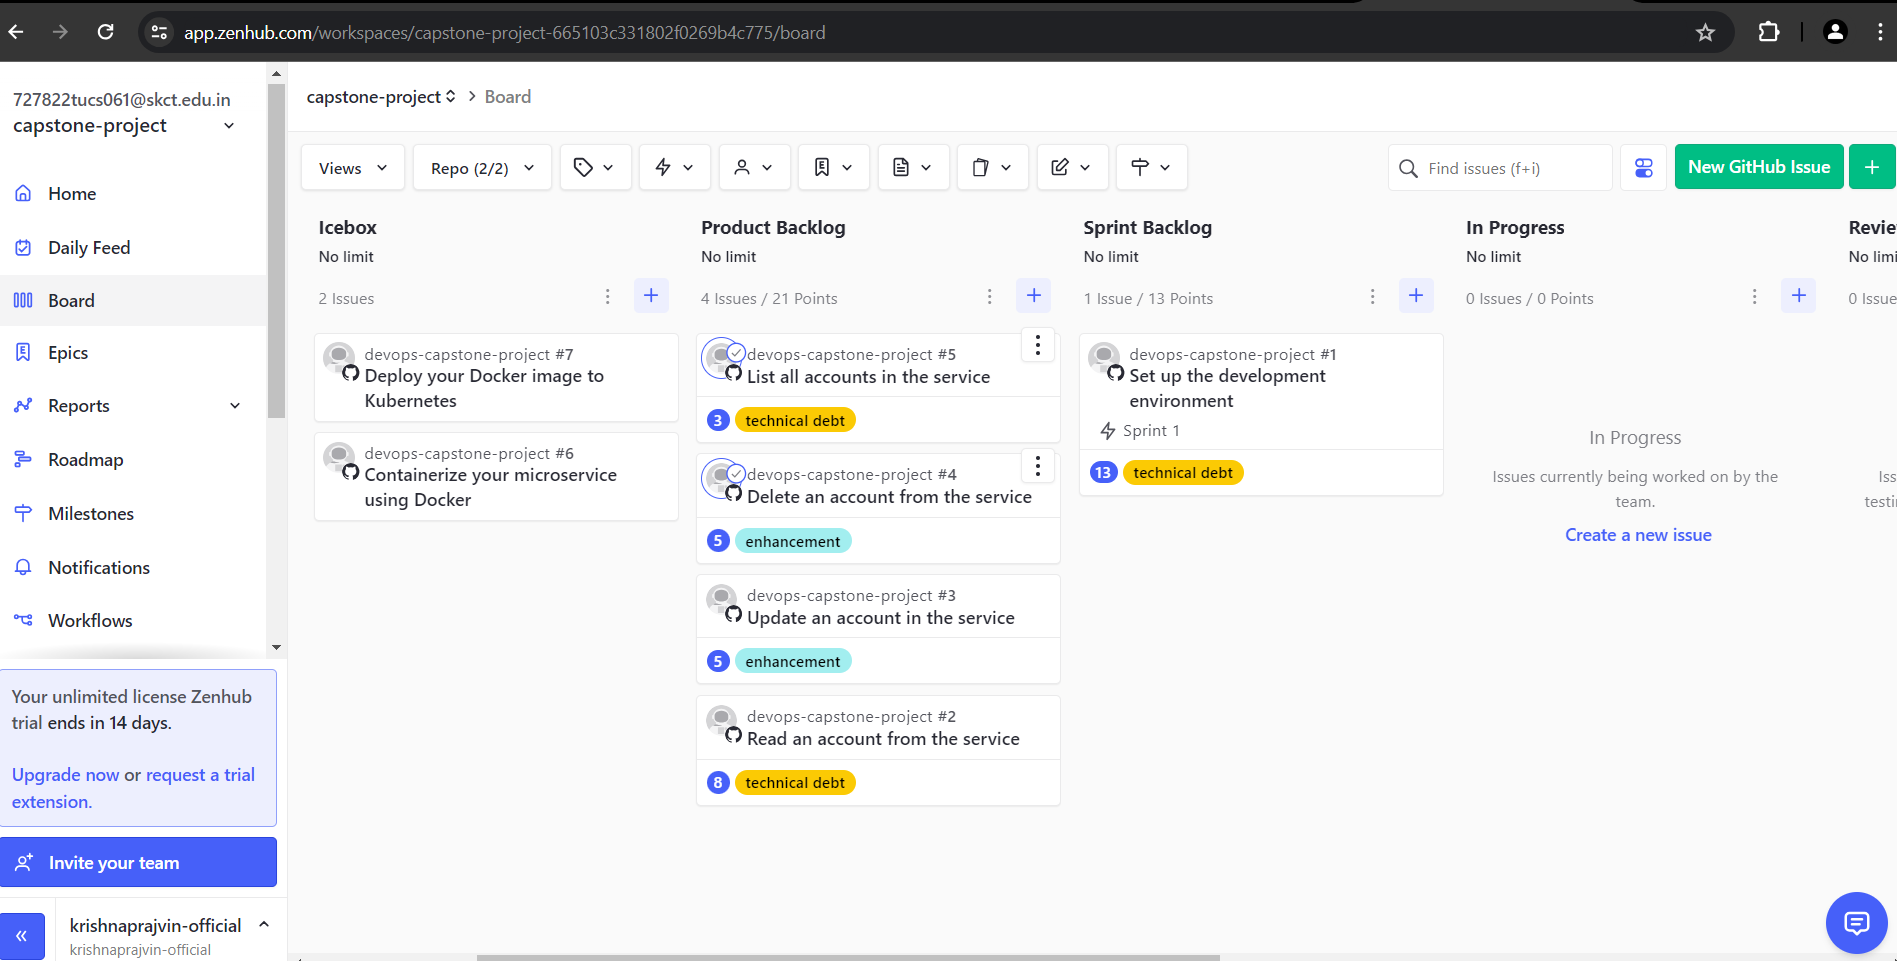 app.zenhub.com/workspaces/capstone-project-665103c331802f0269b4c775/board
727822tucs061@skct.edu.in
capstone-project
Home
Daily Feed
Board
Epics
Reports
Roadmap
Milestones
Notifications
Workflows
Your unlimited license Zenhub
trial ends in 14 days.
Upgrade now or request a trial
extension.
Invite your team
krishnaprajvin-official
krishnaprajvin-official
capstone-project > Board
Views
Repo (2/2)
Find issues (f+i)
New GitHub Issue
Icebox
No limit
2 Issues
devops-capstone-project #7
Deploy your Docker image to
Kubernetes
devops-capstone-project #6
Containerize your microservice
using Docker
Product Backlog
No limit
4 Issues / 21 Points
devops-capstone-project #5
List all accounts in the service
3 technical debt
devops-capstone-project #4
Delete an account from the service
5 enhancement
devops-capstone-project #3
Update an account in the service
5 enhancement
devops-capstone-project #2
Read an account from the service
8 technical debt
Sprint Backlog
No limit
1 Issue / 13 Points
devops-capstone-project #1
Set up the development
environment
Sprint 1
13 technical debt
In Progress
No limit
0 Issues / 0 Points
In Progress
Issues currently being worked on by the
team.
Create a new issue
Revie
No limi
0 Issue
Iss
testi